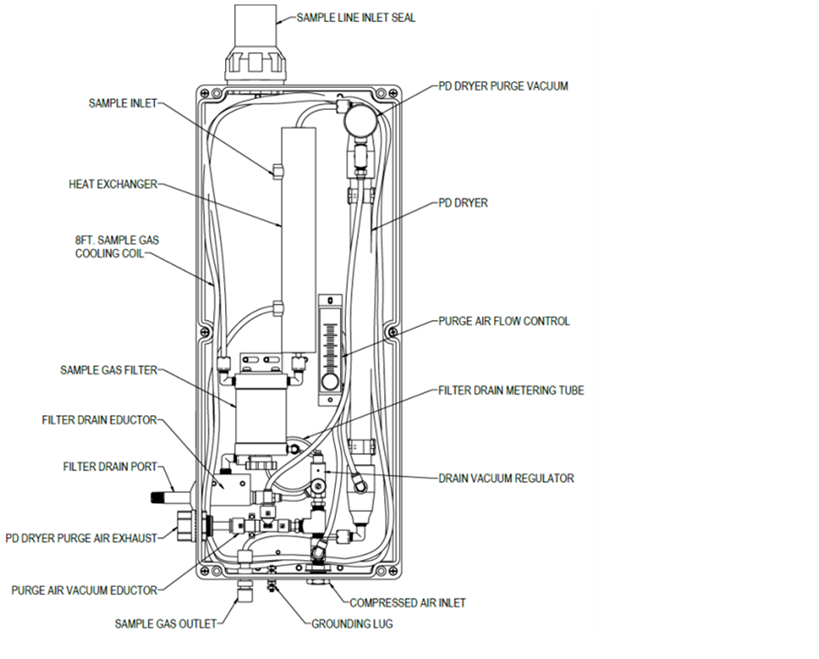 SAMPLE LINE INLET SEAL
PD DRYER PURGE VACUUM
SAMPLE INLET
HEAT EXCHANGER
PD DRYER
8FT. SAMPLE GAS
COOLING COIL
PURGE AIR FLOW CONTROL
SAMPLE GAS FILTER
FILTER DRAIN METERING TUBE
FILTER DRAIN EDUCTOR
FILTER DRAIN PORT
DRAIN VACUUM REGULATOR
PD DRYER PURGE AIR EXHAUST
PURGE AIR VACUUM EDUCTOR
COMPRESSED AIR INLET
SAMPLE GAS OUTLET
GROUNDING LUG